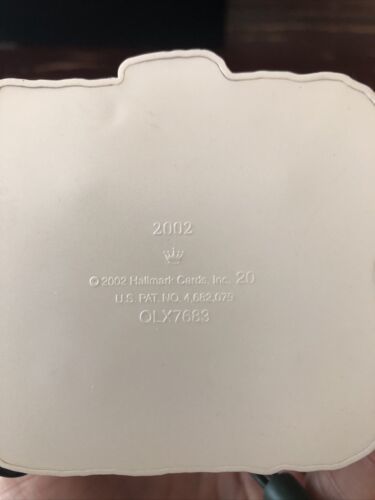 2002
© 2002 Hallmark Cards, Inc. 20
U.S. PAT. NO. 4,682,079
QLX7683